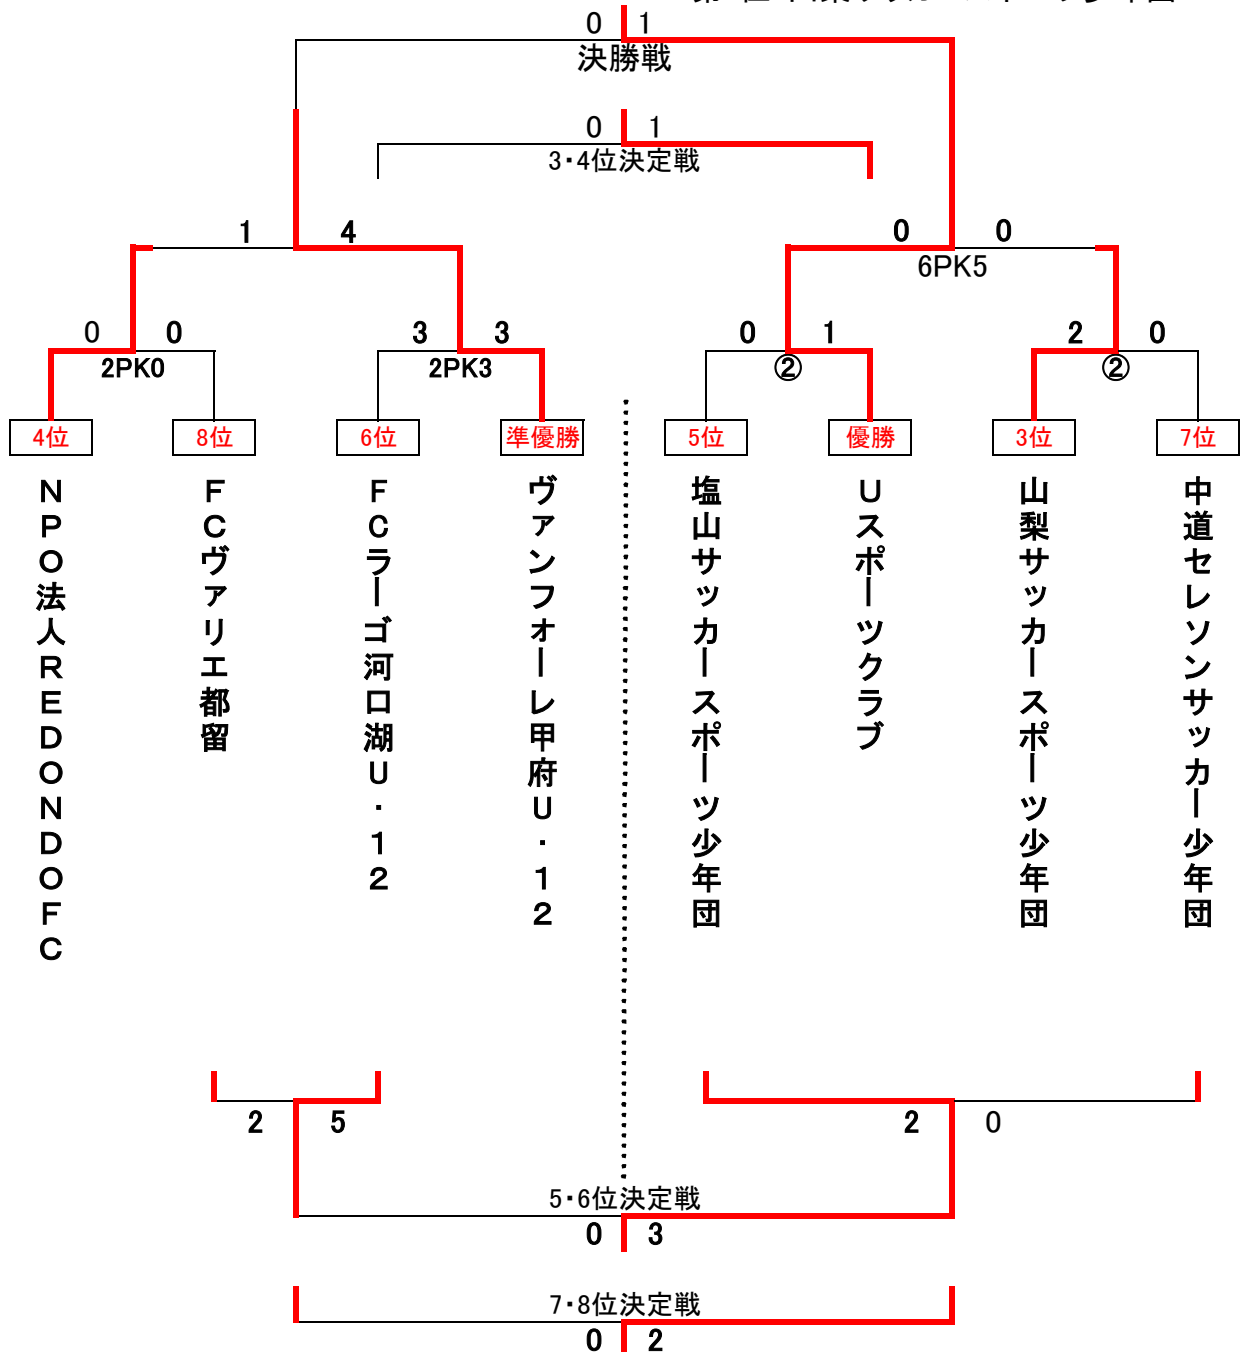 0 1
決勝戦
0 1
3・4位決定戦
1 4
0 0
6PK5
0 0
2PK0
3 3
2PK3
0 1
②
2 0
②
4位
8位
6位
準優勝
5位
優勝
3位
7位
NPO法人REDONDOFC
FCヴァリエ都留
FCラーゴ河口湖U・12
ヴァンフォーレ甲府U・12
塩山サッカースポーツ少年団
Uスポーツクラブ
山梨サッカースポーツ少年団
中道セレソンサッカー少年団
2 5
2 0
5・6位決定戦
0 3
7・8位決定戦
0 2